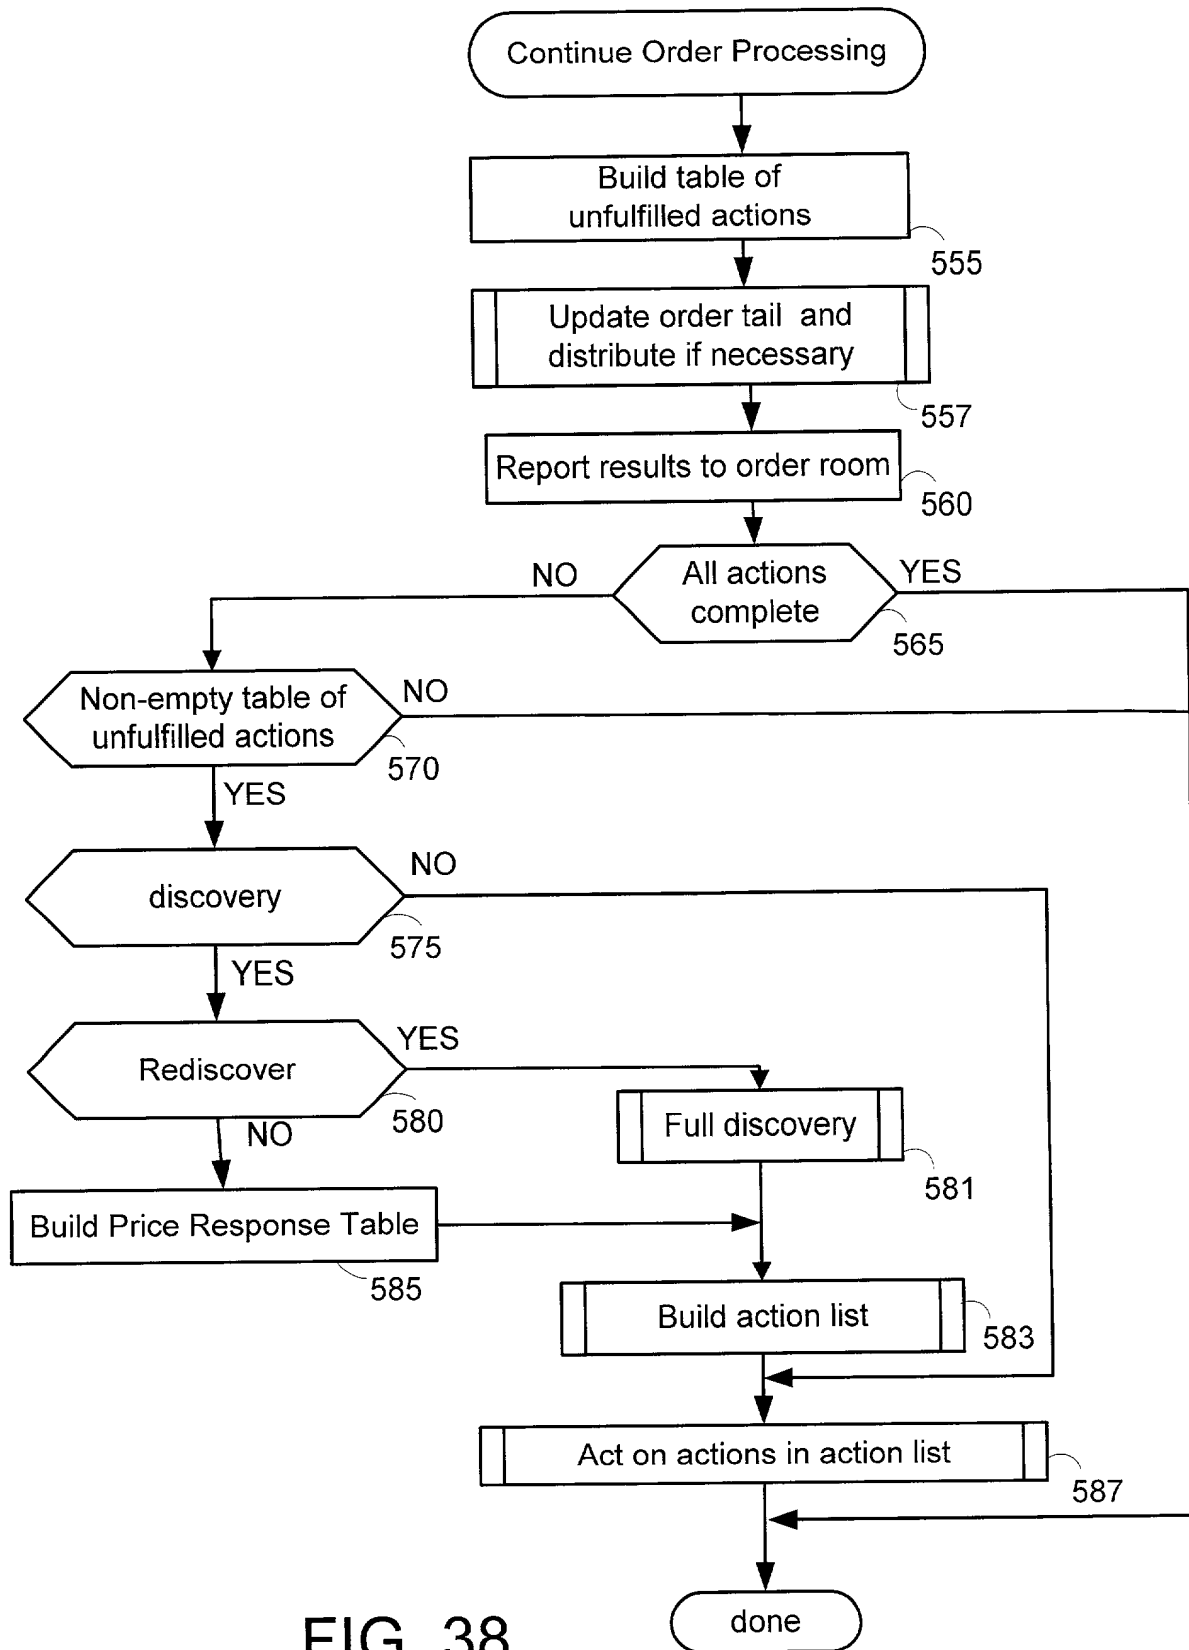 Continue Order Processing
Build table of
unfulfilled actions
555
Update order tail and
distribute if necessary
557
Report results to order room
560
NO
All actions
complete
YES
565
Non-empty table of
unfulfilled actions
NO
570
YES
discovery
NO
575
YES
Rediscover
YES
580
NO
Full discovery
581
Build Price Response Table
585
Build action list
583
Act on actions in action list
587
done
FIG. 38